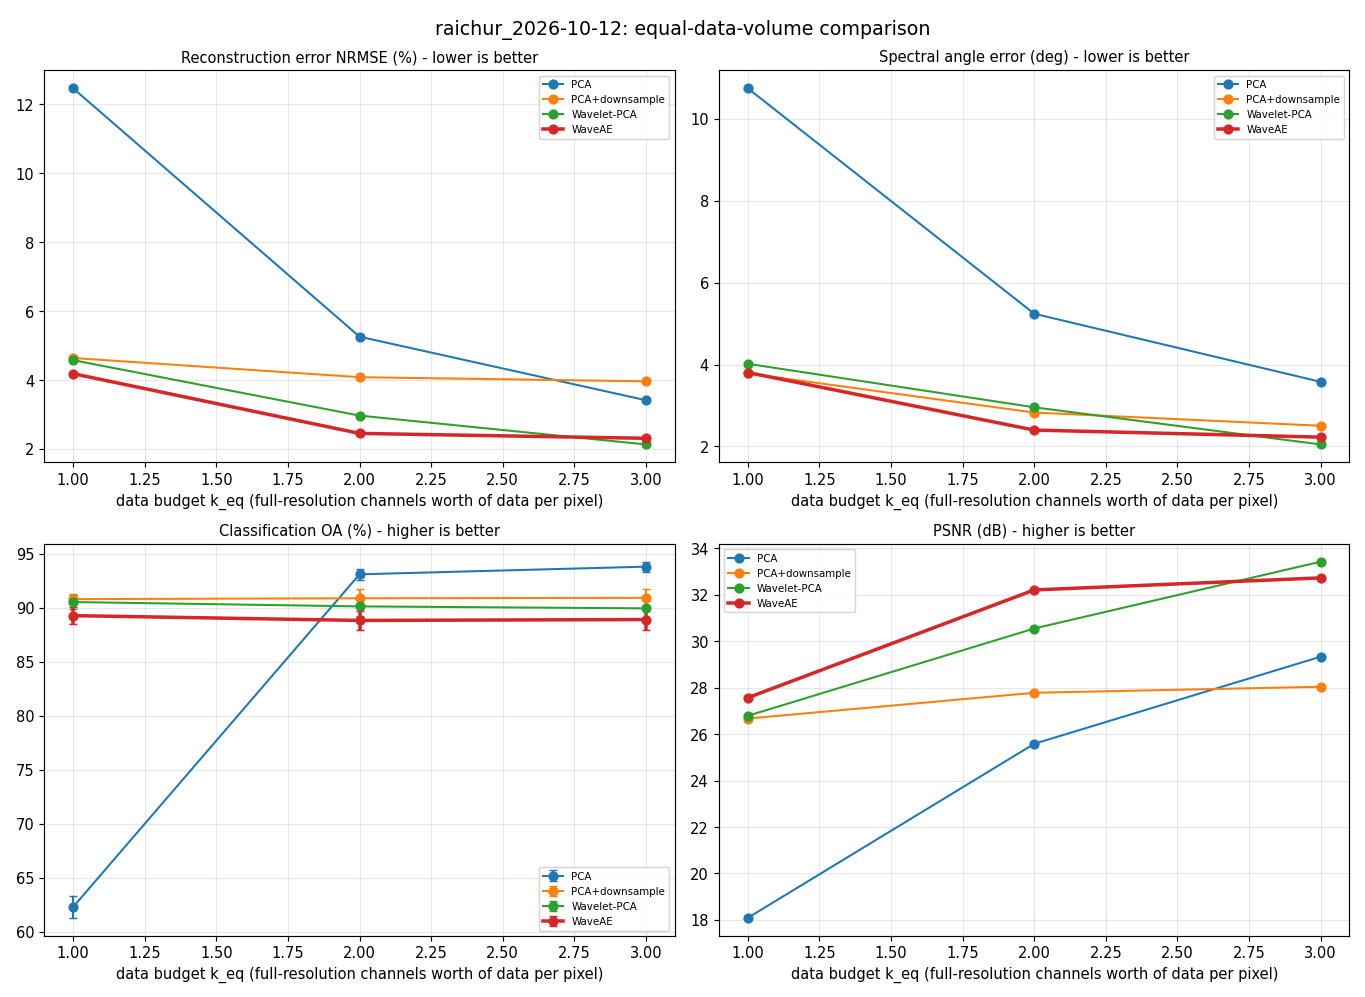 raichur_2026-10-12: equal-data-volume comparison
Reconstruction error NRMSE (%) - lower is better
12
10
8
6
4
2
PCA
PCA+downsample
Wavelet-PCA
WaveAE
1.00 1.25 1.50 1.75 2.00 2.25 2.50 2.75 3.00
data budget k_eq (full-resolution channels worth of data per pixel)
Spectral angle error (deg) - lower is better
10
8
6
4
2
PCA
PCA+downsample
Wavelet-PCA
WaveAE
1.00 1.25 1.50 1.75 2.00 2.25 2.50 2.75 3.00
data budget k_eq (full-resolution channels worth of data per pixel)
Classification OA (%) - higher is better
95
90
85
80
75
70
65
60
PCA
PCA+downsample
Wavelet-PCA
WaveAE
1.00 1.25 1.50 1.75 2.00 2.25 2.50 2.75 3.00
data budget k_eq (full-resolution channels worth of data per pixel)
PSNR (dB) - higher is better
34
32
30
28
26
24
22
20
18
PCA
PCA+downsample
Wavelet-PCA
WaveAE
1.00 1.25 1.50 1.75 2.00 2.25 2.50 2.75 3.00
data budget k_eq (full-resolution channels worth of data per pixel)